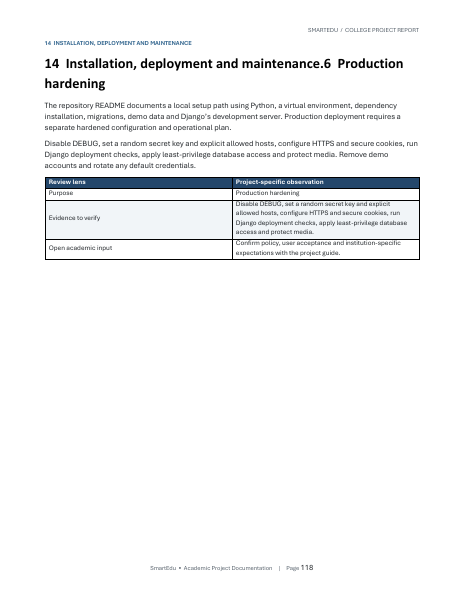 SMARTEDU / COLLEGE PROJECT REPORT
14 INSTALLATION, DEPLOYMENT AND MAINTENANCE
14 Installation, deployment and maintenance.6 Production
hardening
The repository README documents a local setup path using Python, a virtual environment, dependency
installation, migrations, demo data and Django's development server. Production deployment requires a
separate hardened configuration and operational plan.
Disable DEBUG, set a random secret key and explicit allowed hosts, configure HTTPS and secure cookies, run
Django deployment checks, apply least-privilege database access and protect media. Remove demo
accounts and rotate any default credentials.
Review lens Project-specific observation
Purpose Production hardening
Evidence to verify
Disable DEBUG, set a random secret key and explicit
allowed hosts, configure HTTPS and secure cookies, run
Django deployment checks, apply least-privilege database
access and protect media.
Open academic input
Confirm policy, user acceptance and institution-specific
expectations with the project guide.
SmartEdu • Academic Project Documentation | Page 118